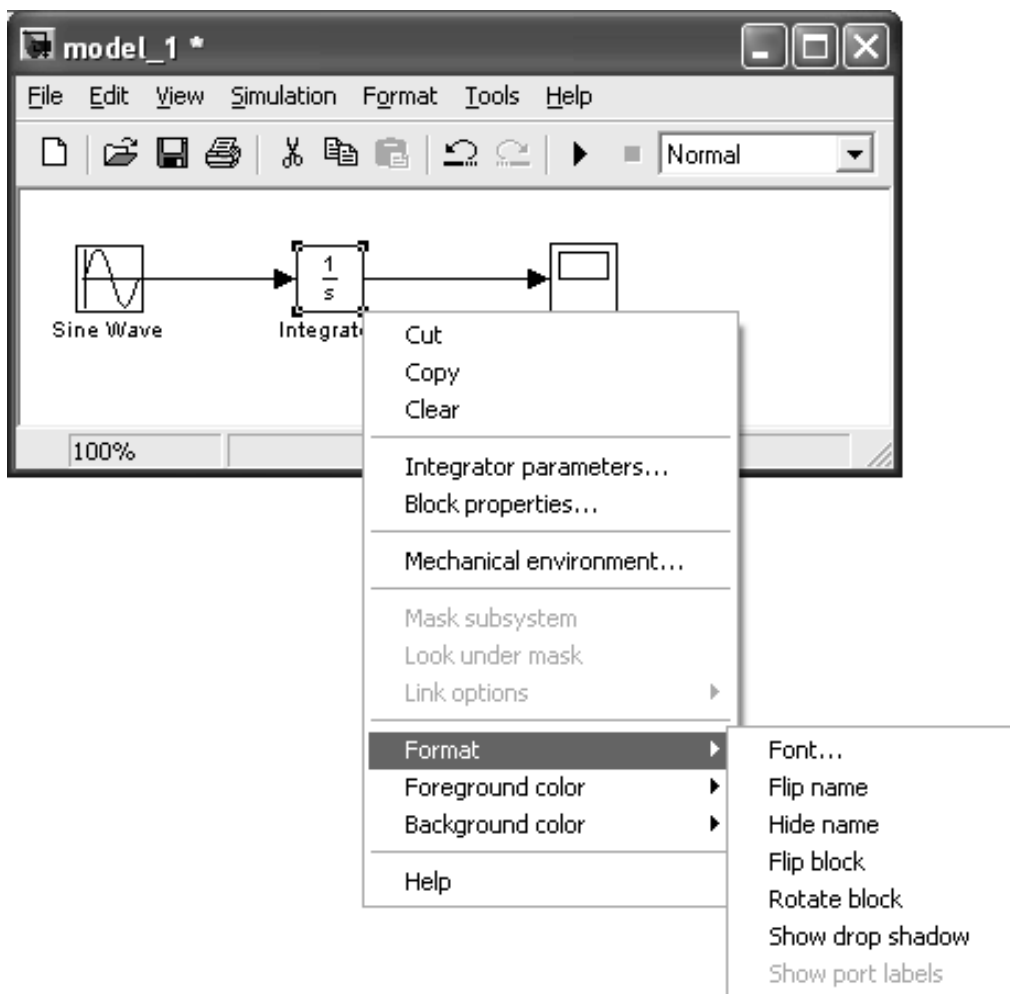 model_1 *
File Edit View Simulation Format Tools Help
Normal
1
s
Sine Wave
Integrat
Cut
Copy
Clear
100%
Integrator parameters...
Block properties...
Mechanical environment...
Mask subsystem
Look under mask
Link options
Format
Foreground color
Background color
Help
Font...
Flip name
Hide name
Flip block
Rotate block
Show drop shadow
Show port labels